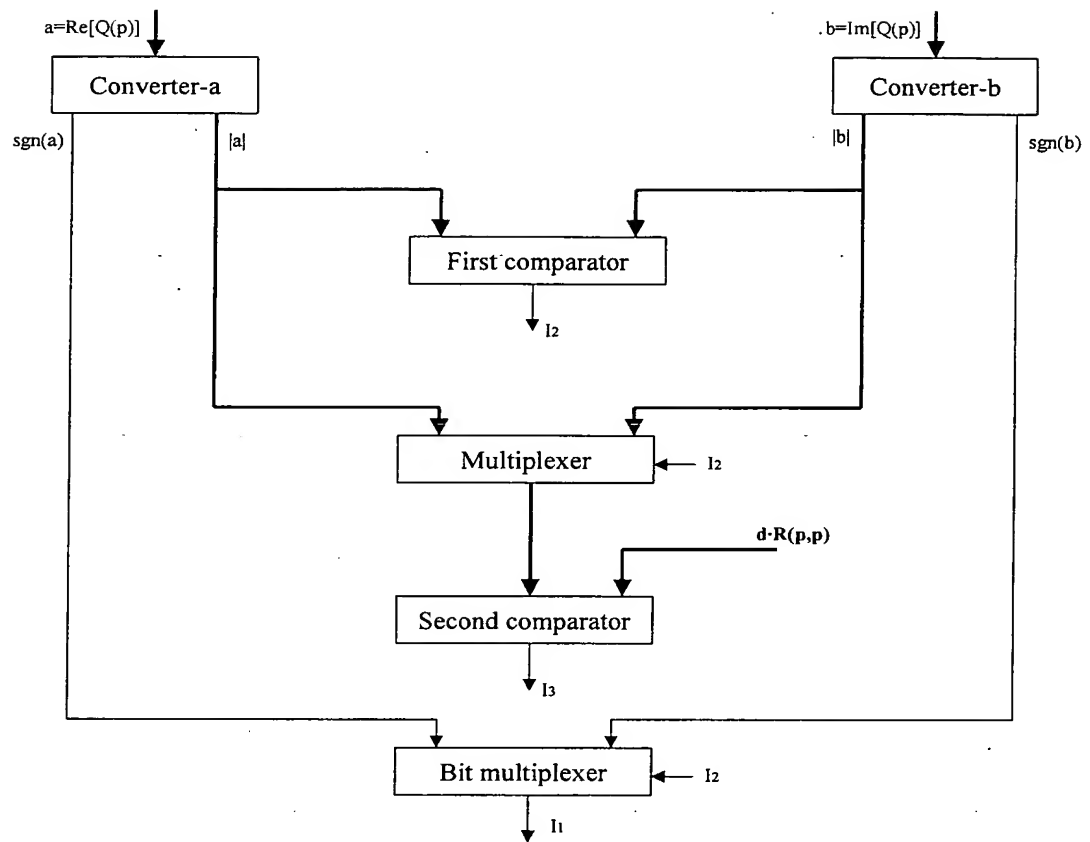 a=Re[Q(p)]
b=Im[Q(p)]
Converter-a
Converter-b
sgn(a)
|a|
|b|
sgn(b)
First comparator
I2
Multiplexer
I2
d·R(p,p)
Second comparator
I3
Bit multiplexer
I2
I1